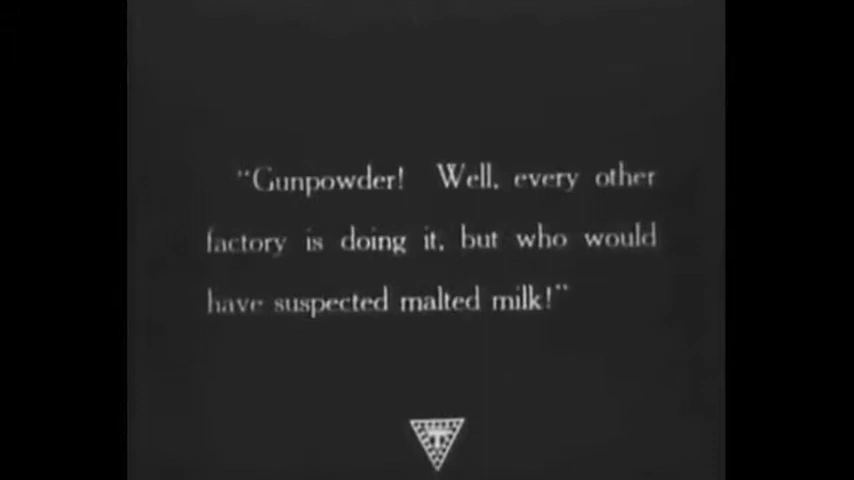 "Gunpowder! Well, every other
factory is doing it, but who would
have suspected malted milk!"
T